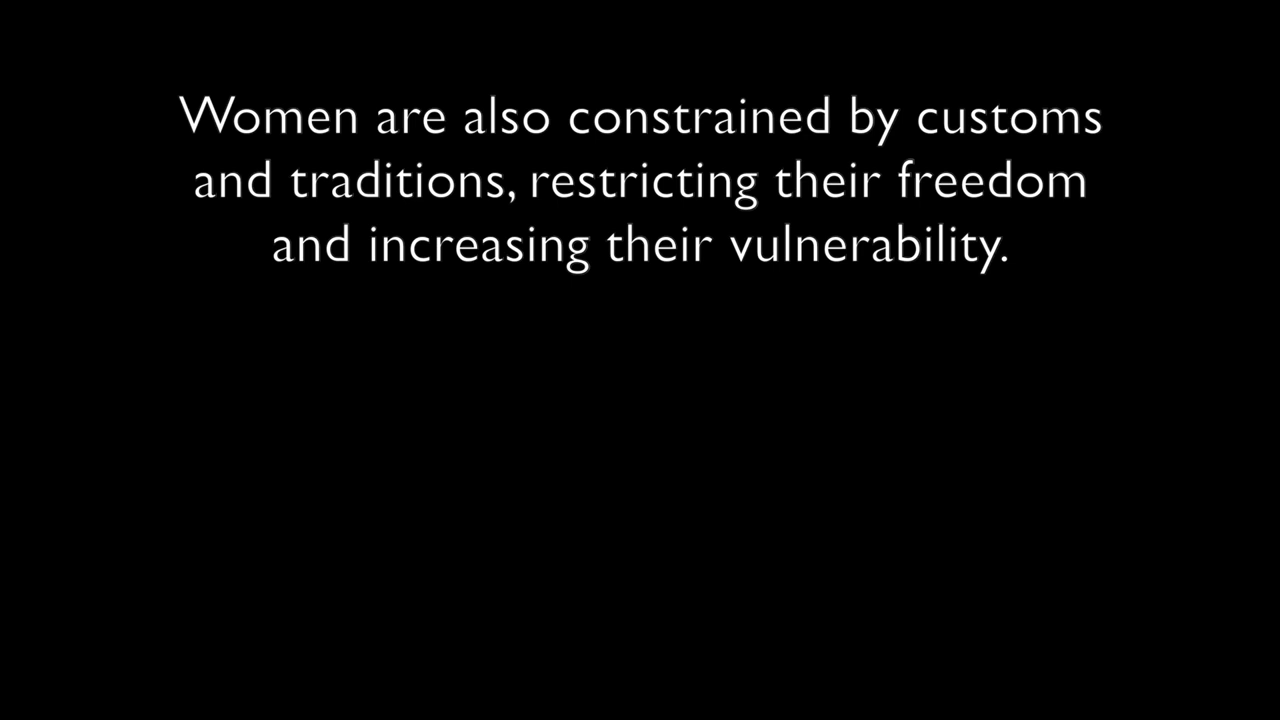 Women are also constrained by customs
and traditions, restricting their freedom
and increasing their vulnerability.